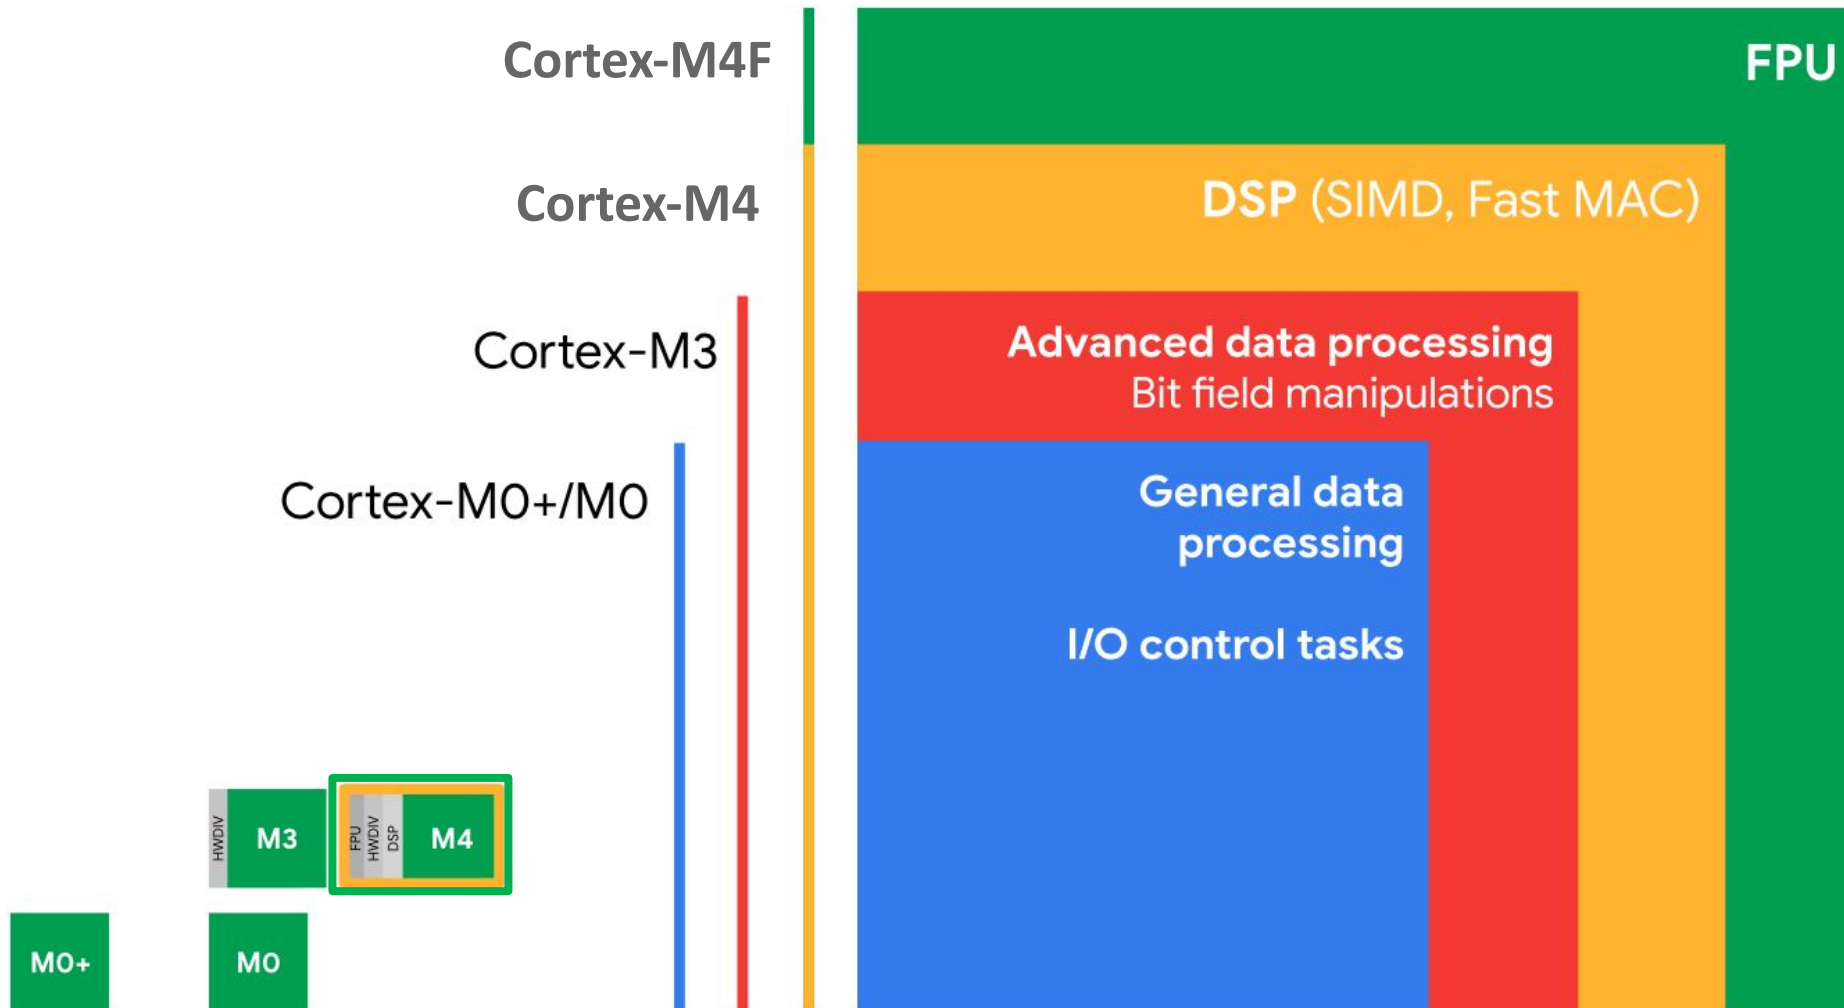 Cortex-M4F
FPU
Cortex-M4
DSP (SIMD, Fast MAC)
Cortex-M3
Advanced data processing
Bit field manipulations
Cortex-M0+/M0
General data
processing
I/O control tasks
HWDIV
M3
FPU
HWDIV
DSP
M4
M0+
M0